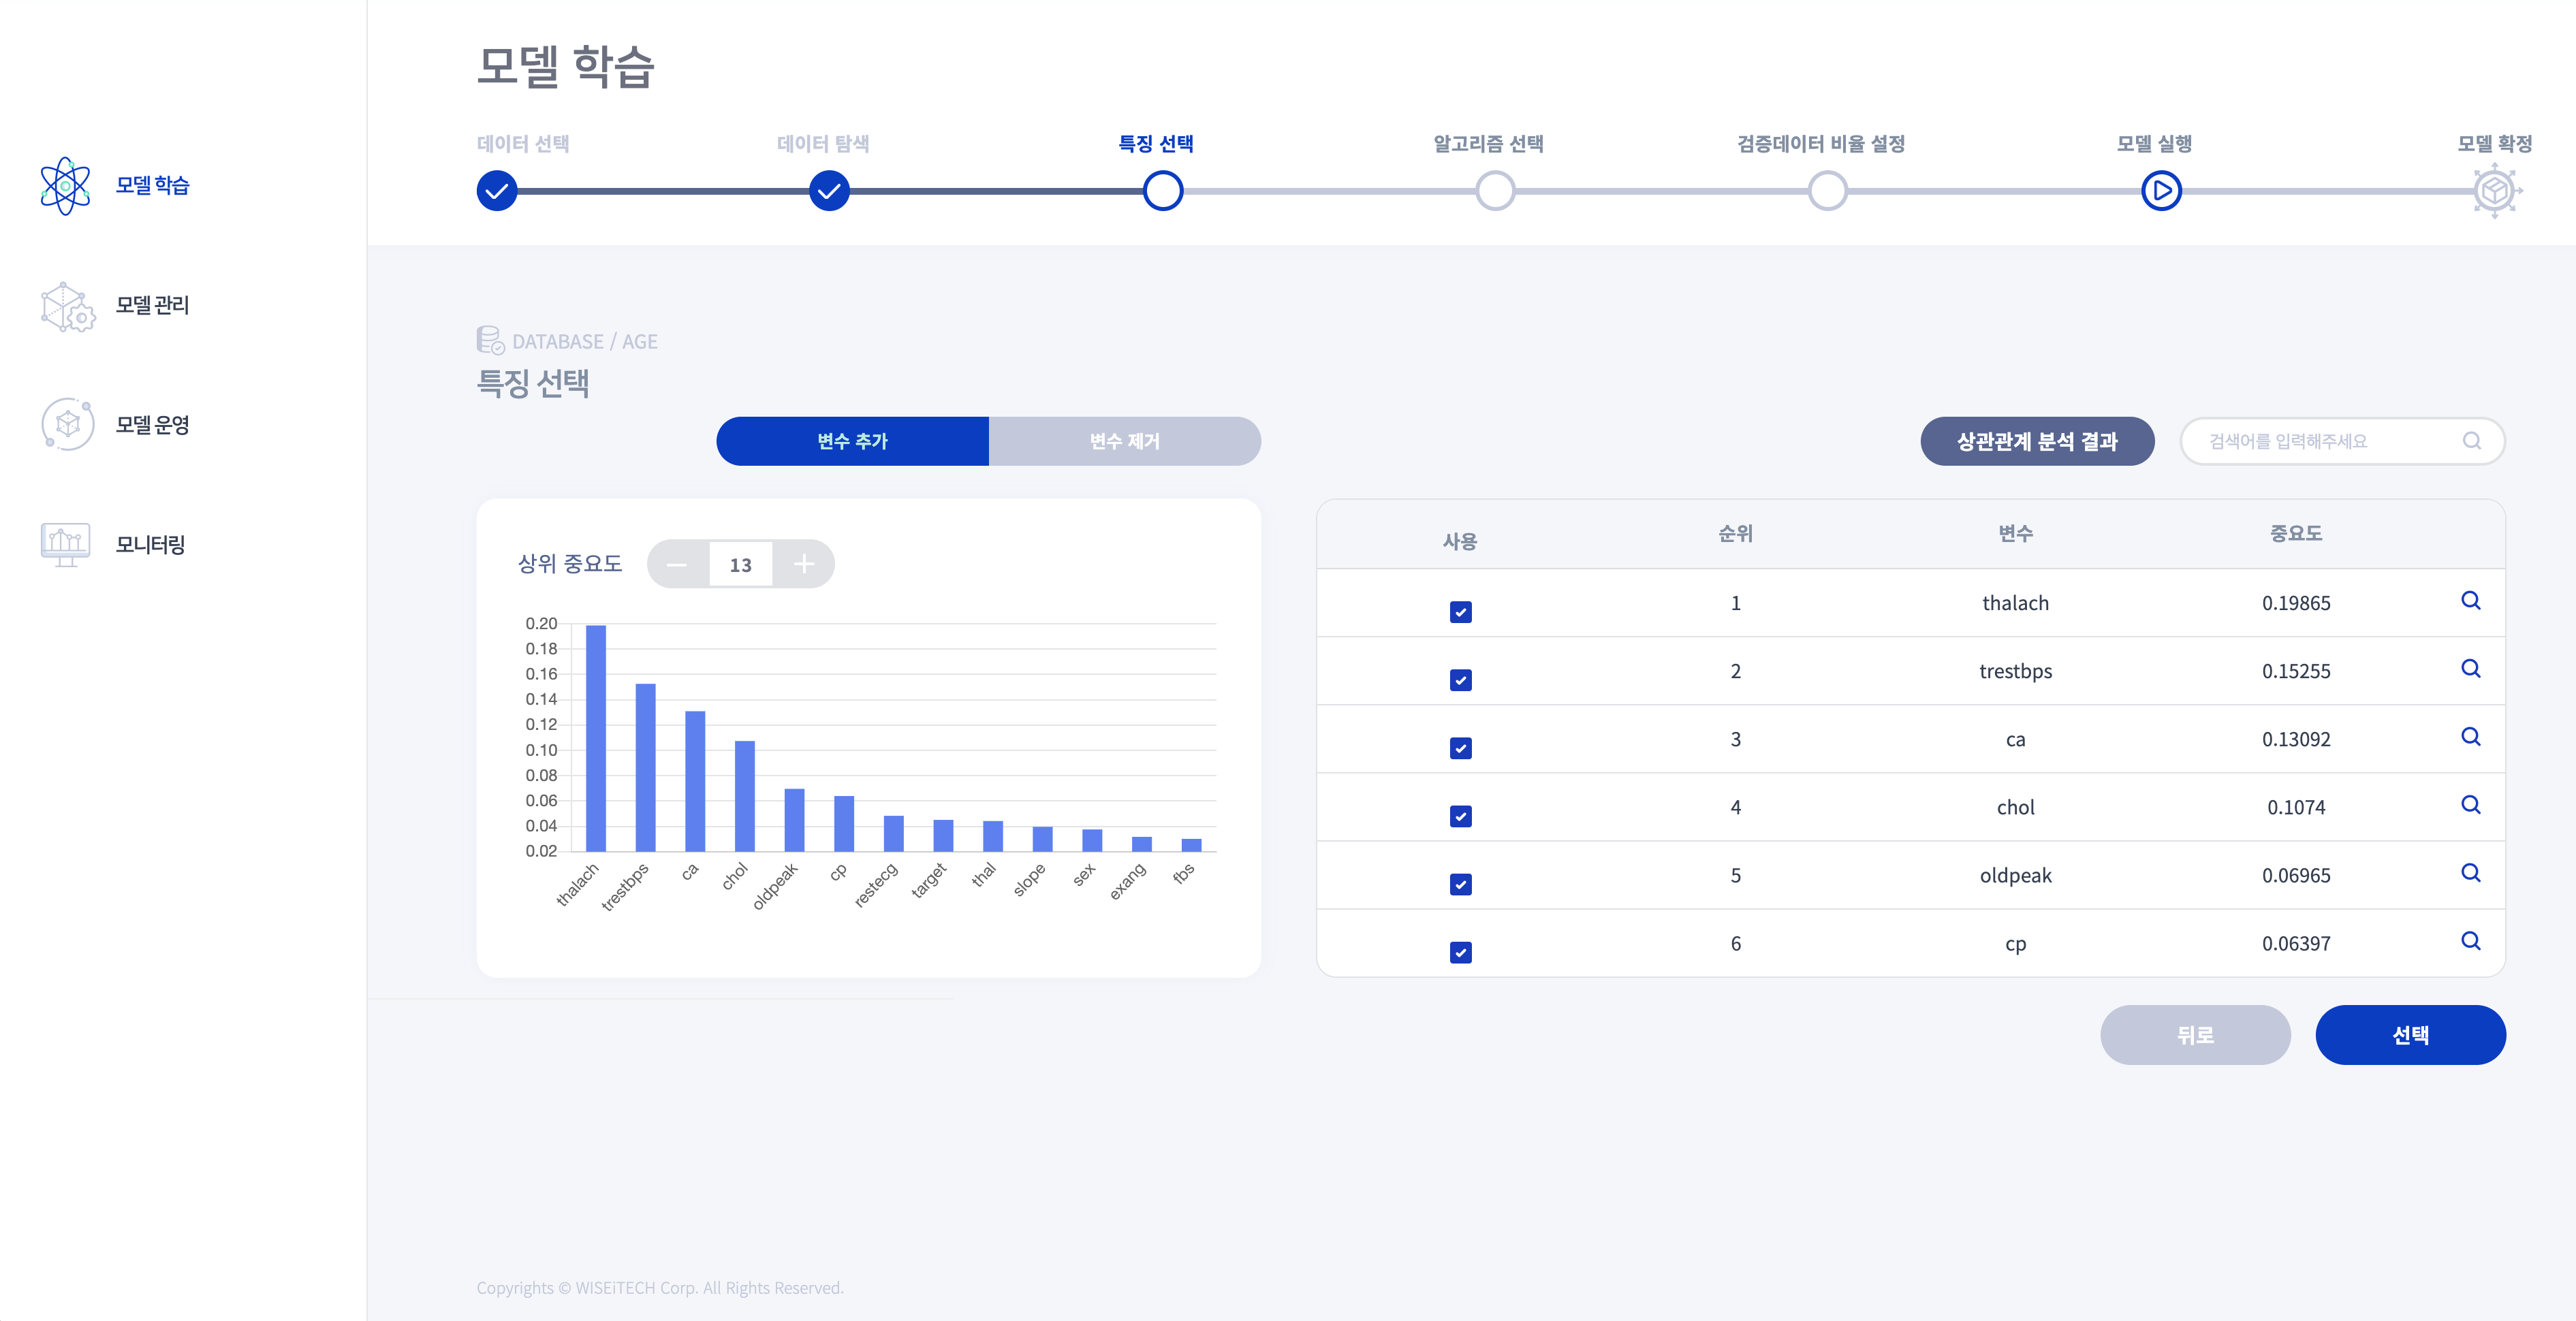 모델 학습
데이터 선택
데이터 탐색
특징 선택
알고리즘 선택
검증데이터 비율 설정
모델 실행
모델 확정
모델 학습
모델 관리
모델 운영
모니터링
DATABASE / AGE
특징 선택
변수 추가
변수 제거
상관관계 분석 결과
검색어를 입력해주세요
상위 중요도
13
0.20
0.18
0.16
0.14
0.12
0.10
0.08
0.06
0.04
0.02
thalach
trestbps
ca
chol
oldpeak
cp
restecg
target
thal
slope
sex
exang
fbs
사용 순위 변수 중요도
1 thalach 0.19865
2 trestbps 0.15255
3 ca 0.13092
4 chol 0.1074
5 oldpeak 0.06965
6 cp 0.06397
뒤로
선택
Copyrights © WISEiTECH Corp. All Rights Reserved.